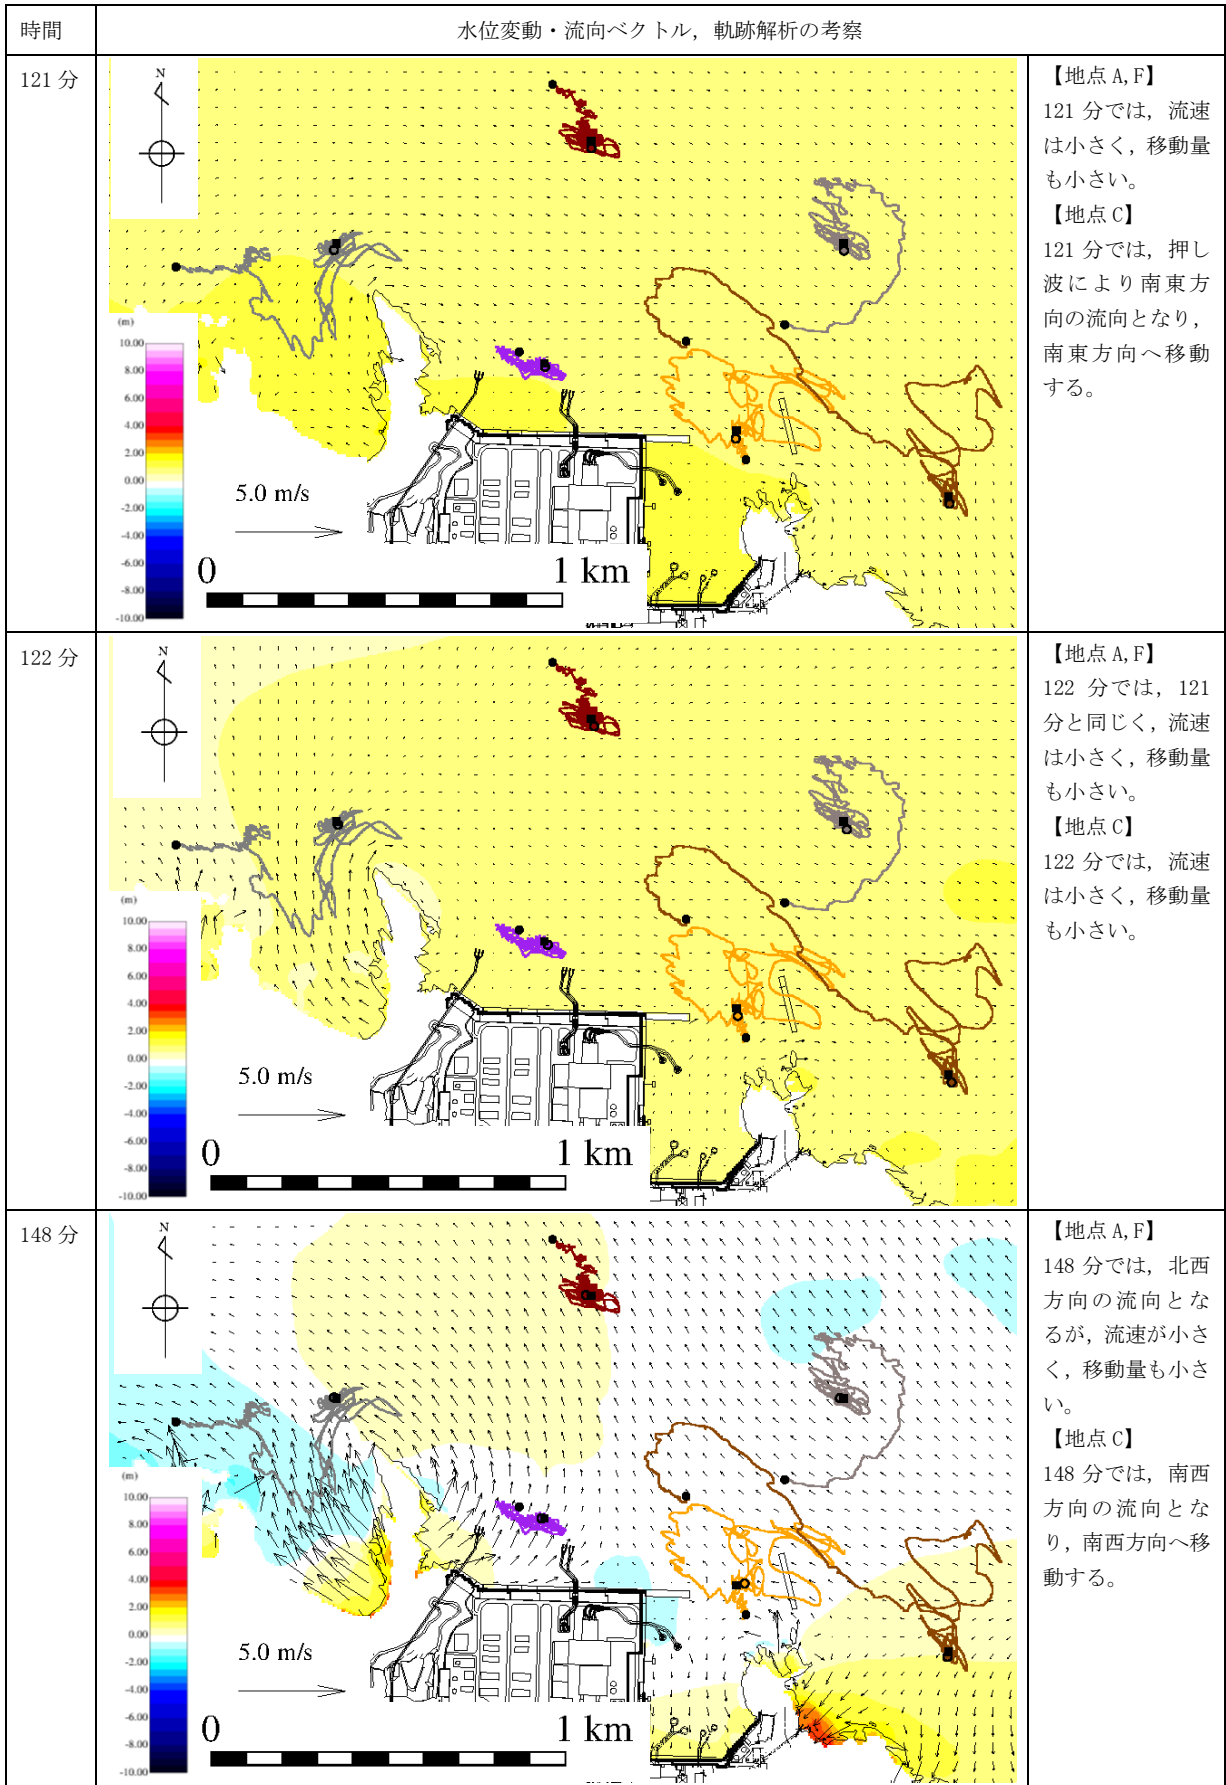 時間
水位変動・流向ベクトル，軌跡解析の考察
121 分
N
(m)
10.00
8.00
6.00
4.00
2.00
0.00
-2.00
-4.00
-6.00
-8.00
-10.00
5.0 m/s
0
1 km
【地点 A,F】
121 分では，流速
は小さく，移動量
も小さい。
【地点 C】
121 分では，押し
波により南東方
向の流向となり，
南東方向へ移動
する。
122 分
N
(m)
10.00
8.00
6.00
4.00
2.00
0.00
-2.00
-4.00
-6.00
-8.00
-10.00
5.0 m/s
0
1 km
【地点 A,F】
122 分では，121
分と同じく，流速
は小さく，移動量
も小さい。
【地点 C】
122 分では，流速
は小さく，移動量
も小さい。
148 分
N
(m)
10.00
8.00
6.00
4.00
2.00
0.00
-2.00
-4.00
-6.00
-8.00
-10.00
5.0 m/s
0
1 km
【地点 A,F】
148 分では，北西
方向の流向とな
るが，流速が小さ
く，移動量も小さ
い。
【地点 C】
148 分では，南西
方向の流向とな
り，南西方向へ移
動する。